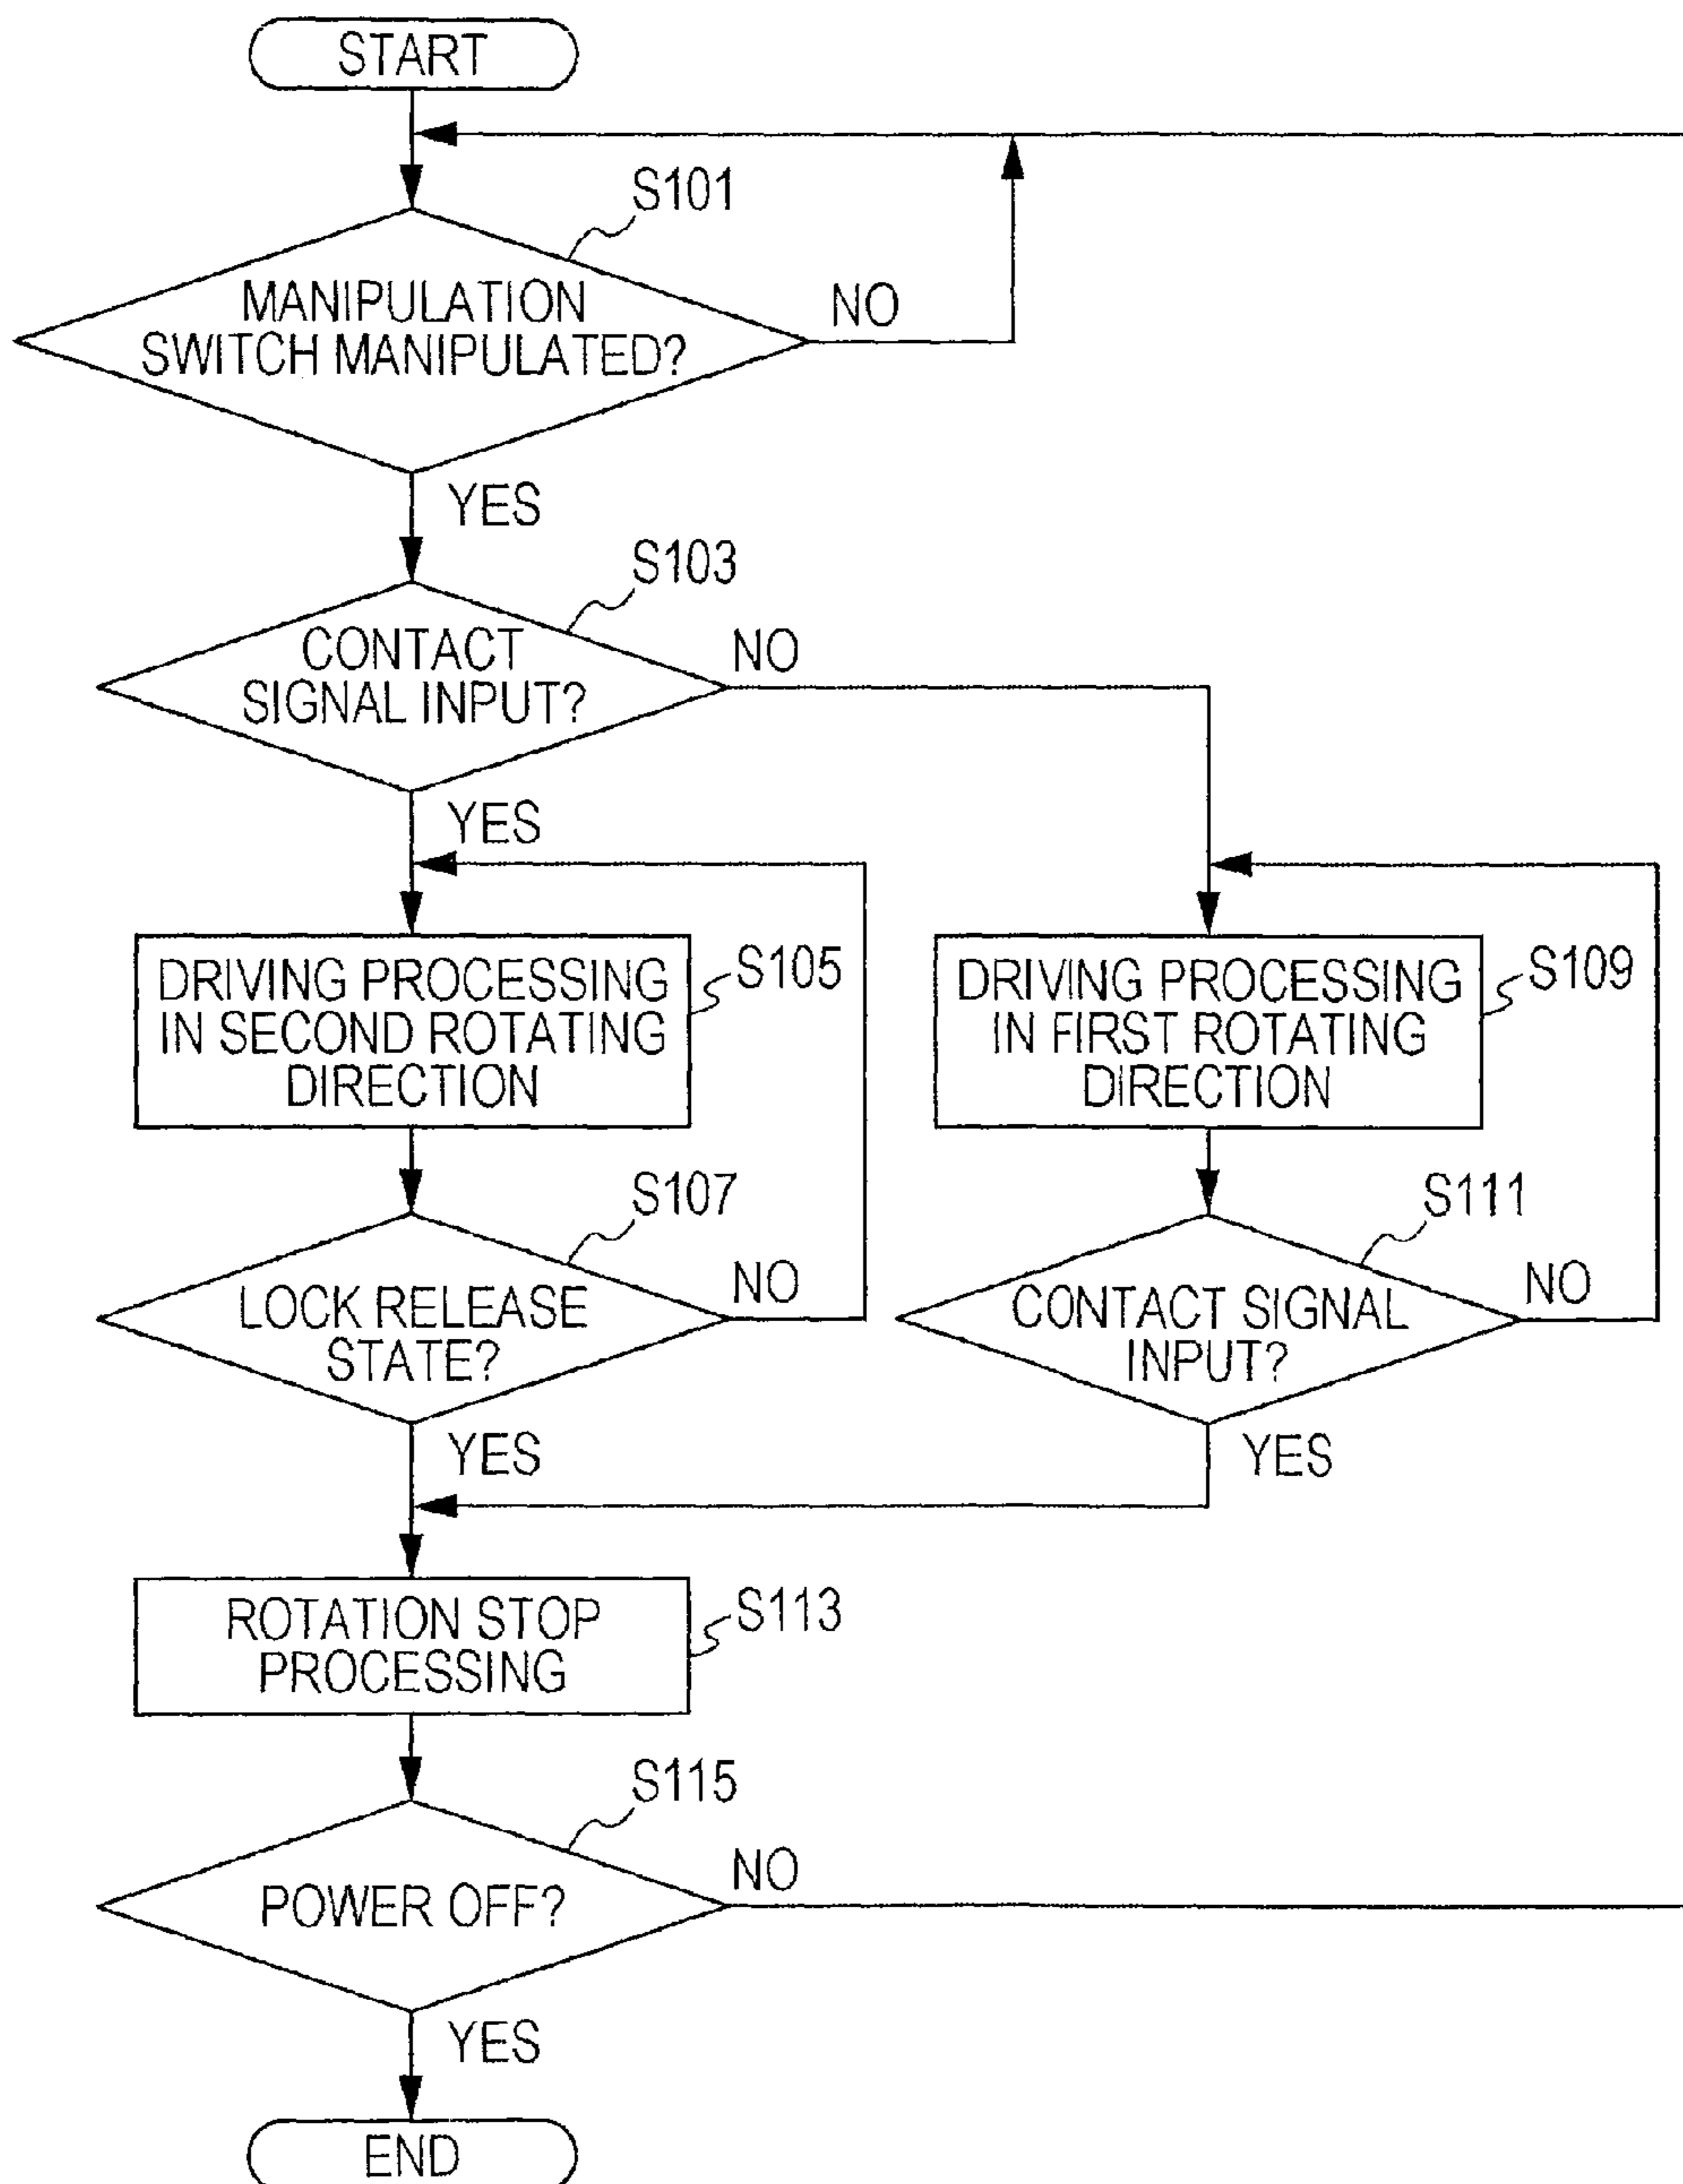 START
S101
MANIPULATION
SWITCH MANIPULATED?
NO
YES
S103
CONTACT
SIGNAL INPUT?
NO
YES
DRIVING PROCESSING
IN SECOND ROTATING
DIRECTION
S105
DRIVING PROCESSING
IN FIRST ROTATING
DIRECTION
S109
S107
LOCK RELEASE
STATE?
NO
YES
S111
CONTACT SIGNAL
INPUT?
NO
YES
ROTATION STOP
PROCESSING
S113
S115
POWER OFF?
NO
YES
END